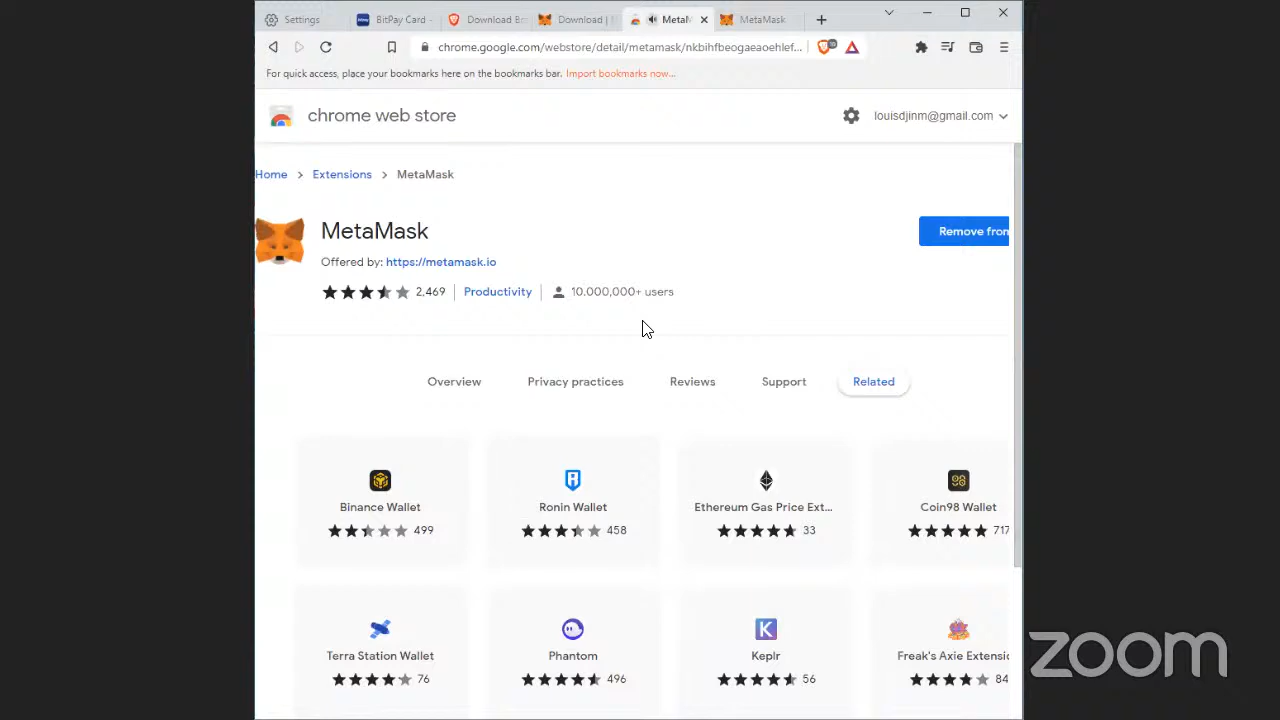 Settings
BitPay Card -
Download Br
Download |
MetaM
MetaMask
chrome.google.com/webstore/detail/metamask/nkbihfbeogaeaoehlef...
For quick access, place your bookmarks here on the bookmarks bar. Import bookmarks now...
chrome web store
louisdjinm@gmail.com
Home > Extensions > MetaMask
MetaMask
Remove from
Offered by: https://metamask.io
2,469 | Productivity | 10,000,000+ users
Overview
Privacy practices
Reviews
Support
Related
Binance Wallet
499
Ronin Wallet
458
Ethereum Gas Price Ext...
33
Coin98 Wallet
717
Terra Station Wallet
76
Phantom
496
Keplr
56
Freak's Axie Extensio
84
zoom